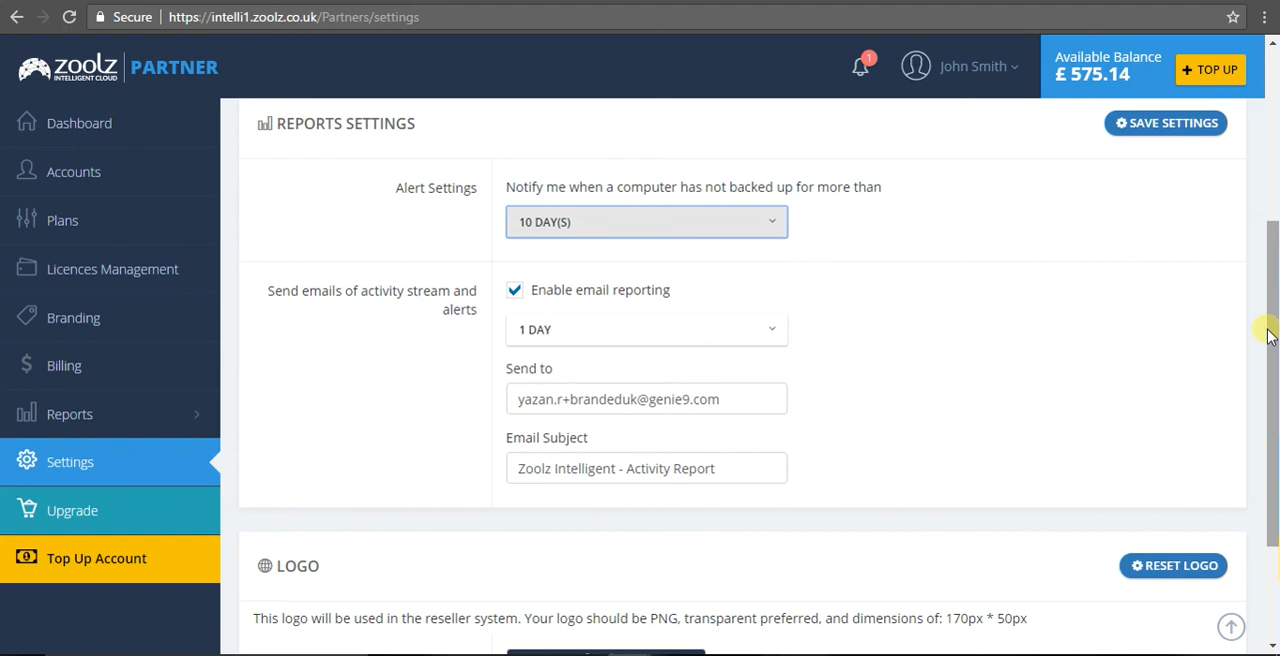 Secure https://intelli1.zoolz.co.uk/Partners/settings
zoolz INTELLIGENT CLOUD PARTNER
1
John Smith
Available Balance
£ 575.14
+ TOP UP
Dashboard
Accounts
Plans
Licences Management
Branding
Billing
Reports
Settings
Upgrade
Top Up Account
REPORTS SETTINGS
SAVE SETTINGS
Alert Settings
Notify me when a computer has not backed up for more than
10 DAY(S)
Send emails of activity stream and
alerts
Enable email reporting
1 DAY
Send to
yazan.r+brandeduk@genie9.com
Email Subject
Zoolz Intelligent - Activity Report
LOGO
RESET LOGO
This logo will be used in the reseller system. Your logo should be PNG, transparent preferred, and dimensions of: 170px * 50px